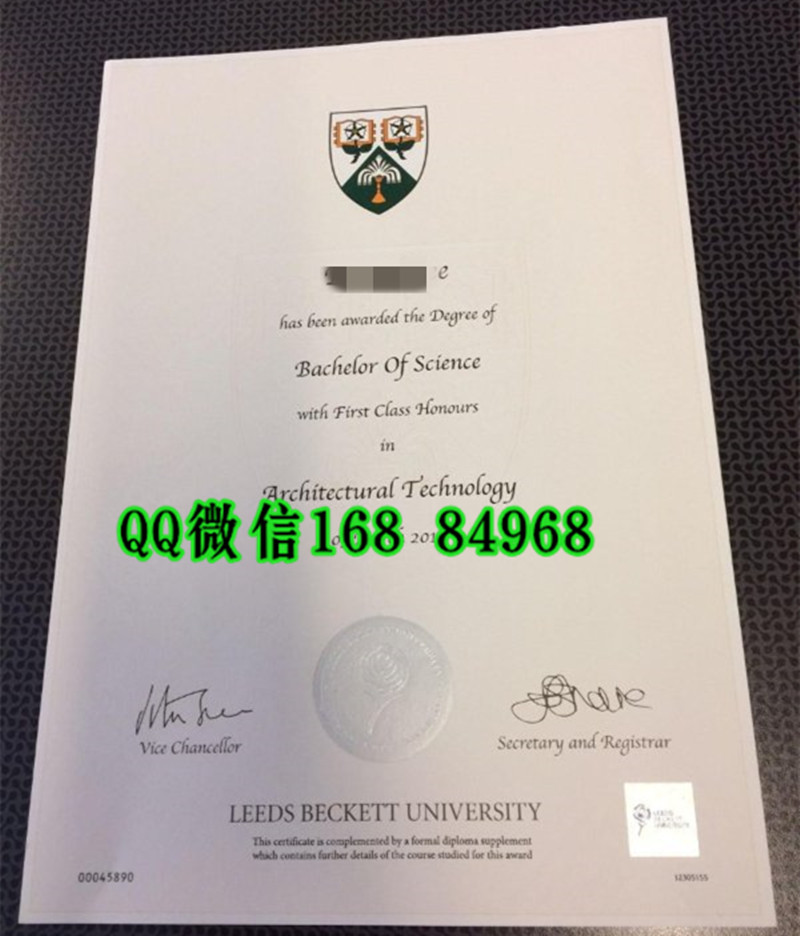 has been awarded the Degree of
Bachelor Of Science
with First Class Honours
in
Architectural Technology
QQ微信168 84968
Vice Chancellor
Secretary and Registrar
LEEDS BECKETT UNIVERSITY
This certificate is complemented by a formal diploma supplement
which contains further details of the course studied for this award
00045890
12305155